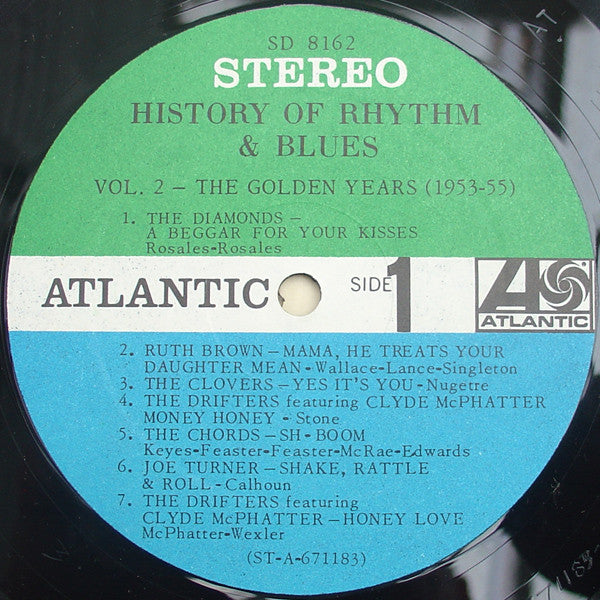 SD 8162
STEREO
HISTORY OF RHYTHM
& BLUES
VOL. 2 – THE GOLDEN YEARS (1953-55)
1. THE DIAMONDS –
A BEGGAR FOR YOUR KISSES
Rosales-Rosales
ATLANTIC
SIDE 1
ATLANTIC
2. RUTH BROWN – MAMA, HE TREATS YOUR
DAUGHTER MEAN - Wallace-Lance-Singleton
3. THE CLOVERS – YES IT'S YOU - Nugetre
4. THE DRIFTERS featuring CLYDE McPHATTER
MONEY HONEY - Stone
5. THE CHORDS – SH-BOOM
Keyes-Feaster-Feaster-McRae-Edwards
6. JOE TURNER – SHAKE, RATTLE
& ROLL - Calhoun
7. THE DRIFTERS featuring
CLYDE McPHATTER – HONEY LOVE
McPhatter-Wexler
(ST-A-671183)
AT